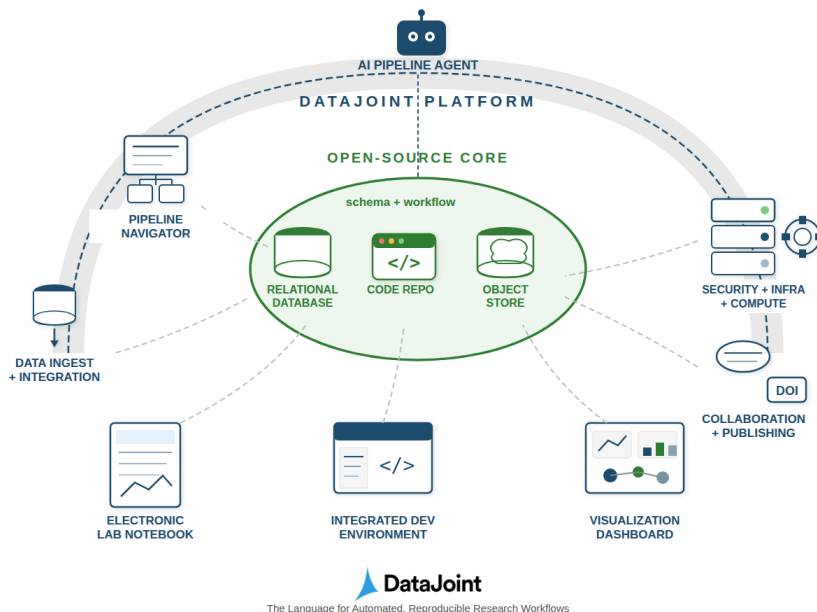 AI PIPELINE AGENT
DATAJOINT PLATFORM
OPEN-SOURCE CORE
schema + workflow
PIPELINE
NAVIGATOR
</>
RELATIONAL
DATABASE
CODE REPO
OBJECT
STORE
SECURITY + INFRA
+ COMPUTE
DATA INGEST
+ INTEGRATION
DOI
COLLABORATION
+ PUBLISHING
</>
ELECTRONIC
LAB NOTEBOOK
INTEGRATED DEV
ENVIRONMENT
VISUALIZATION
DASHBOARD
DataJoint
The Language for Automated, Reproducible Research Workflows